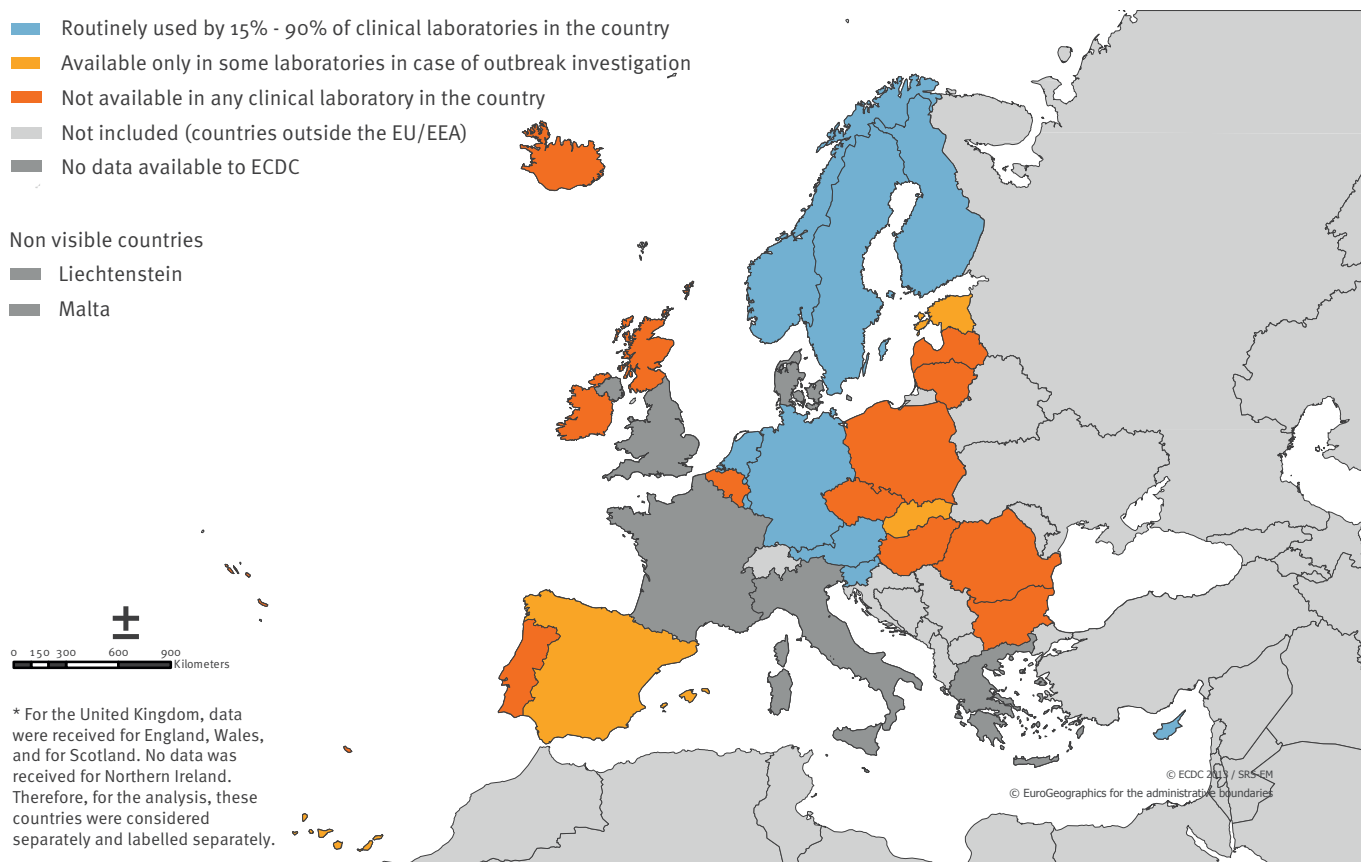 Routinely used by 15% - 90% of clinical laboratories in the country
Available only in some laboratories in case of outbreak investigation
Not available in any clinical laboratory in the country
Not included (countries outside the EU/EEA)
No data available to ECDC
Non visible countries
Liechtenstein
Malta
±
0 150 300 600 900
Kilometers
* For the United Kingdom, data
were received for England, Wales,
and for Scotland. No data was
received for Northern Ireland.
Therefore, for the analysis, these
countries were considered
separately and labelled separately.
© ECDC 2013 / SRS-EM
© EuroGeographics for the administrative boundaries